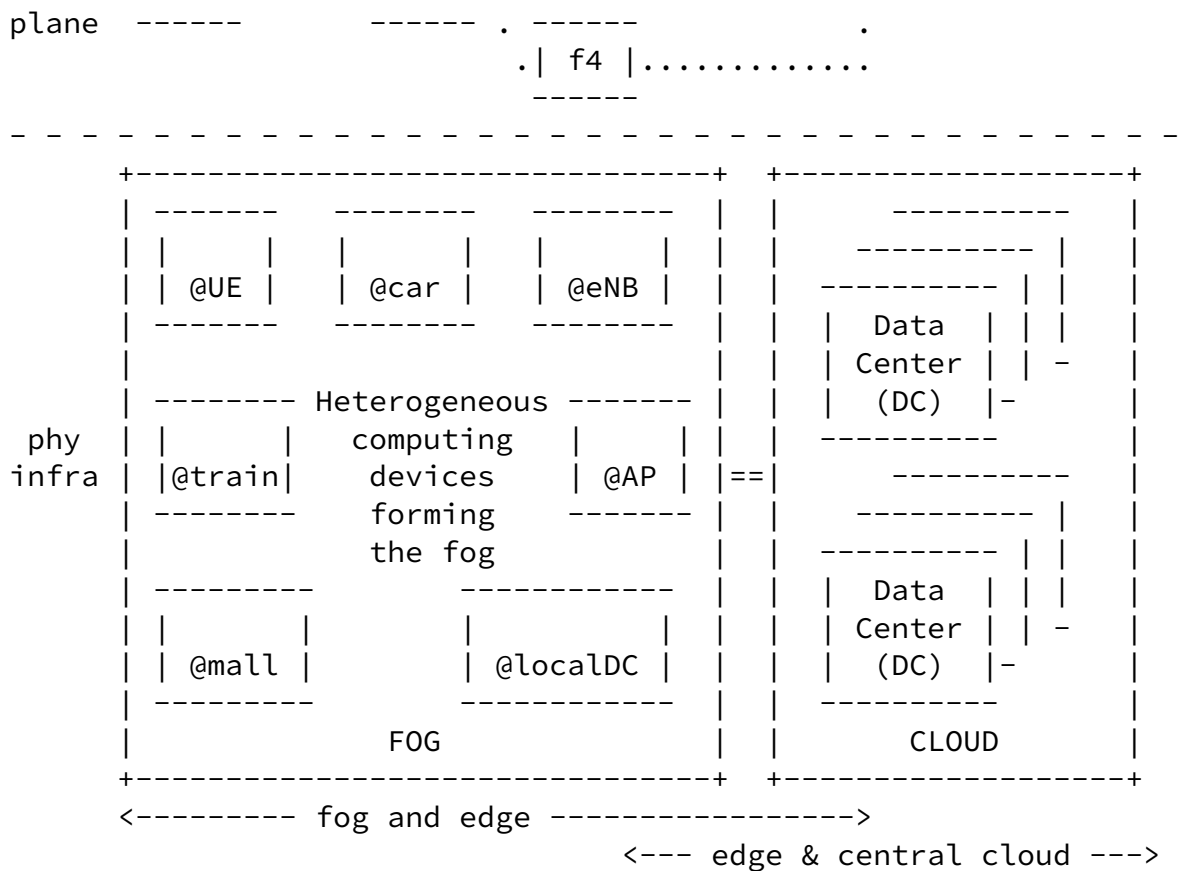 plane ------ ------ . ------ .
.| f4 |.............
------
- - - - - - - - - - - - - - - - - - - - - - - - - - - - - - - - -
+--------------------------------+ +-------------------+
| ------- -------- -------- | | ---------- |
| | | | | | | | | ---------- | |
| | @UE | | @car | | @eNB | | | ---------- | | |
| ------- -------- -------- | | | Data | | | |
| | | | Center | | - |
| -------- Heterogeneous ------- | | | (DC) |- |
phy | | | computing | | | | ---------- |
infra | |@train| devices | @AP | |==| ---------- |
| -------- forming ------- | | ---------- | |
| the fog | | ---------- | | |
| --------- ------------ | | | Data | | | |
| | | | | | | | Center | | - |
| | @mall | | @localDC | | | | (DC) |- |
| --------- ------------ | | ---------- |
| FOG | | CLOUD |
+--------------------------------+ +-------------------+
<--------- fog and edge ----------------->
<--- edge & central cloud --->